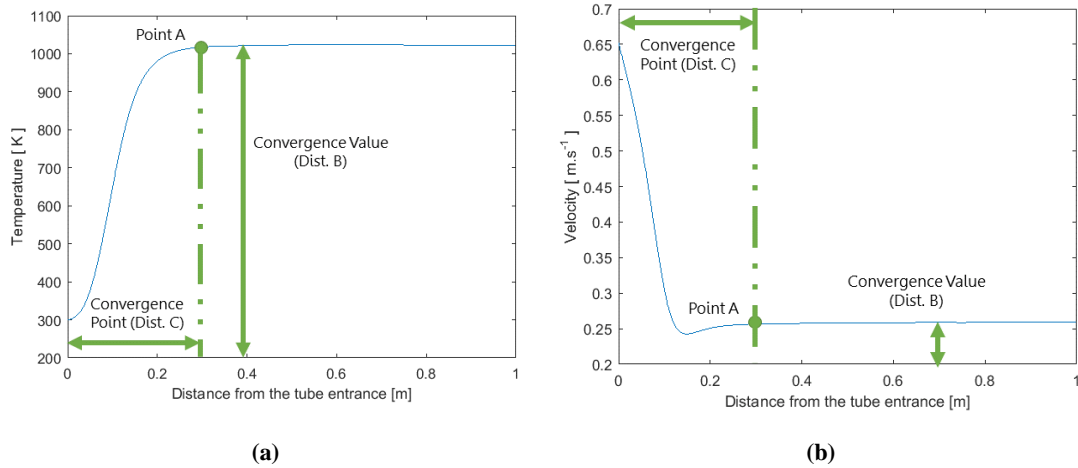 1100
1000
900
800
700
600
500
400
300
200
0
0.2
0.4
0.6
0.8
1
Temperature [ K]
Distance from the tube entrance [m]
Point A
Convergence Value
(Dist. B)
Convergence
Point (Dist. C)
(a)
0.7
0.65
0.6
0.55
0.5
0.45
0.4
0.35
0.3
0.25
0.2
0
0.2
0.4
0.6
0.8
1
Velocity [ m.s-1]
Distance from the tube entrance [m]
Convergence
Point (Dist. C)
Point A
Convergence Value
(Dist. B)
(b)